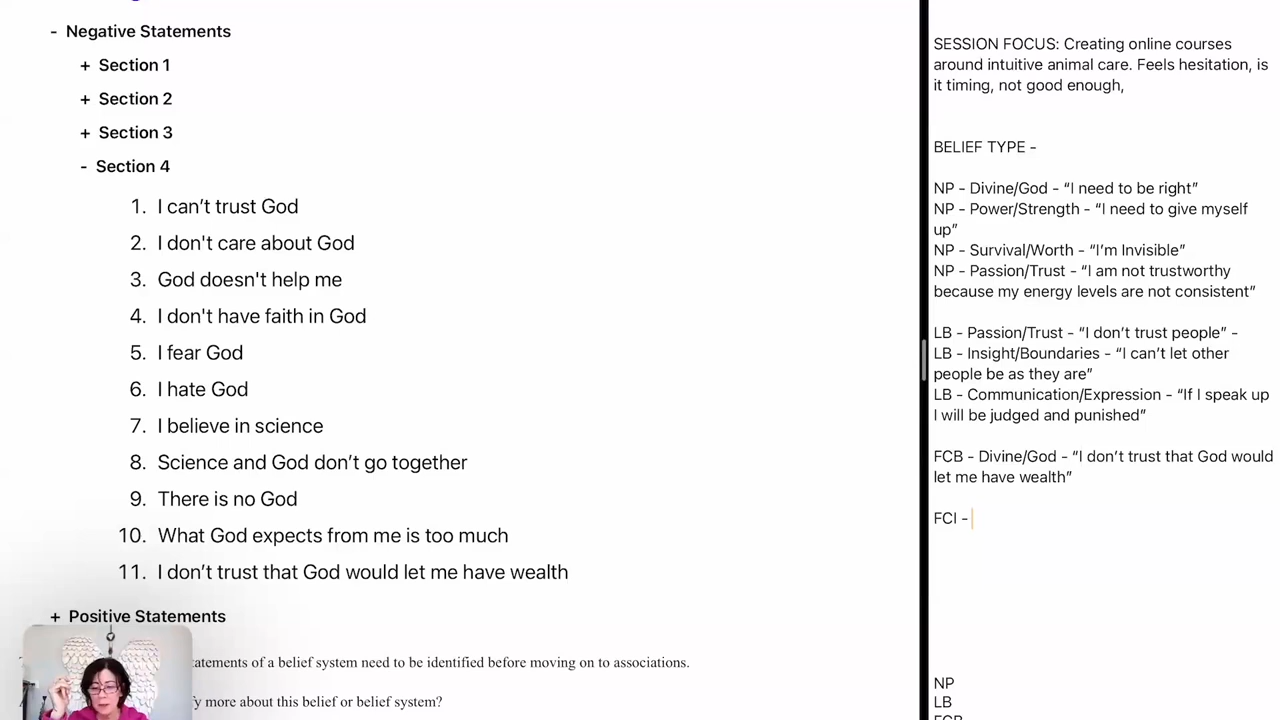 - Negative Statements
+ Section 1
+ Section 2
+ Section 3
- Section 4
1. I can’t trust God
2. I don't care about God
3. God doesn't help me
4. I don't have faith in God
5. I fear God
6. I hate God
7. I believe in science
8. Science and God don’t go together
9. There is no God
10. What God expects from me is too much
11. I don’t trust that God would let me have wealth
+ Positive Statements
atements of a belief system need to be identified before moving on to associations.
more about this belief or belief system?
SESSION FOCUS: Creating online courses
around intuitive animal care. Feels hesitation, is
it timing, not good enough,
BELIEF TYPE -
NP - Divine/God - “I need to be right”
NP - Power/Strength - “I need to give myself
up”
NP - Survival/Worth - “I’m Invisible”
NP - Passion/Trust - “I am not trustworthy
because my energy levels are not consistent”
LB - Passion/Trust - “I don’t trust people” -
LB - Insight/Boundaries - “I can’t let other
people be as they are”
LB - Communication/Expression - “If I speak up
I will be judged and punished”
FCB - Divine/God - “I don’t trust that God would
let me have wealth”
FCI -
NP
LB
FCB